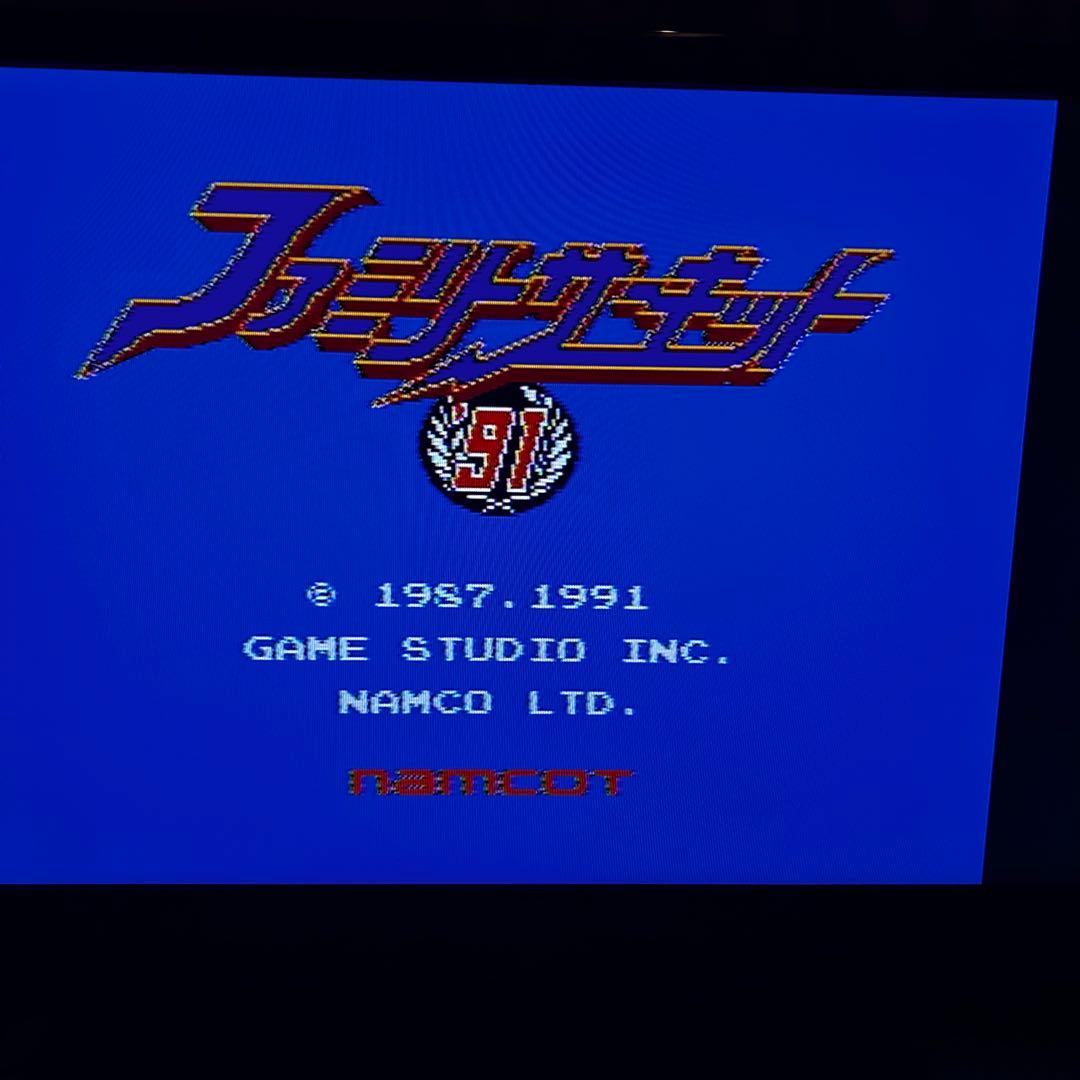 ファミリーサーキット
'91
© 1987.1991
GAME STUDIO INC.
NAMCO LTD.
namcot